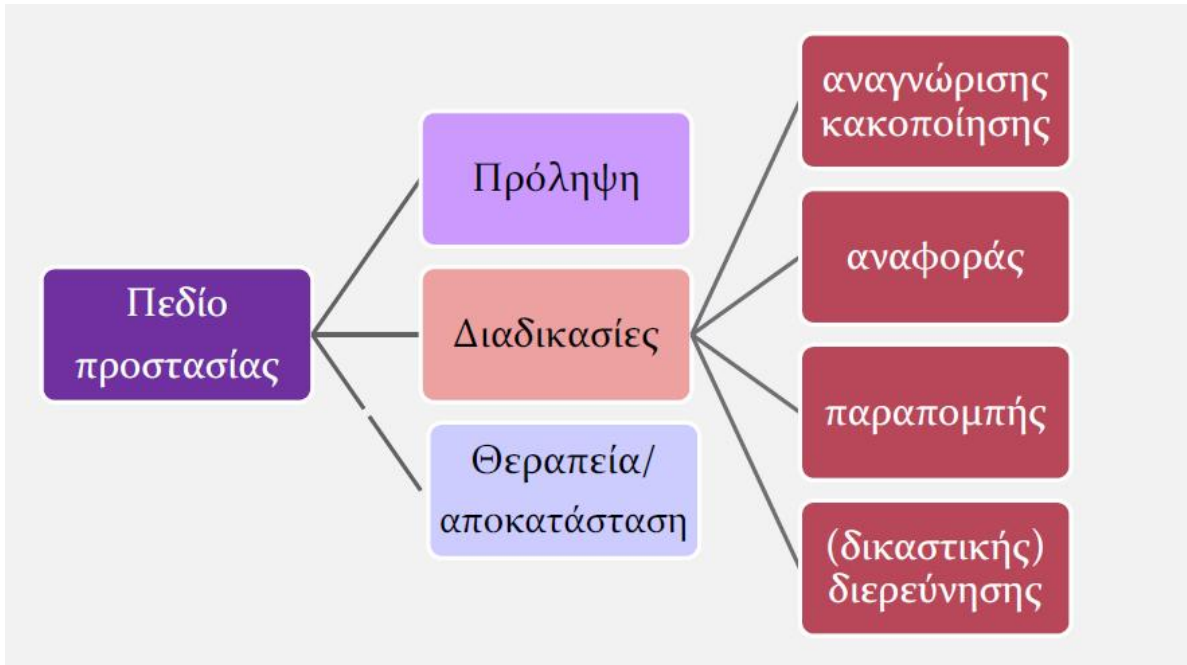 Πεδίο
προστασίας
Πρόληψη
Διαδικασίες
Θεραπεία/
αποκατάσταση
αναγνώρισης
κακοποίησης
αναφοράς
παραπομπής
(δικαστικής)
διερεύνησης